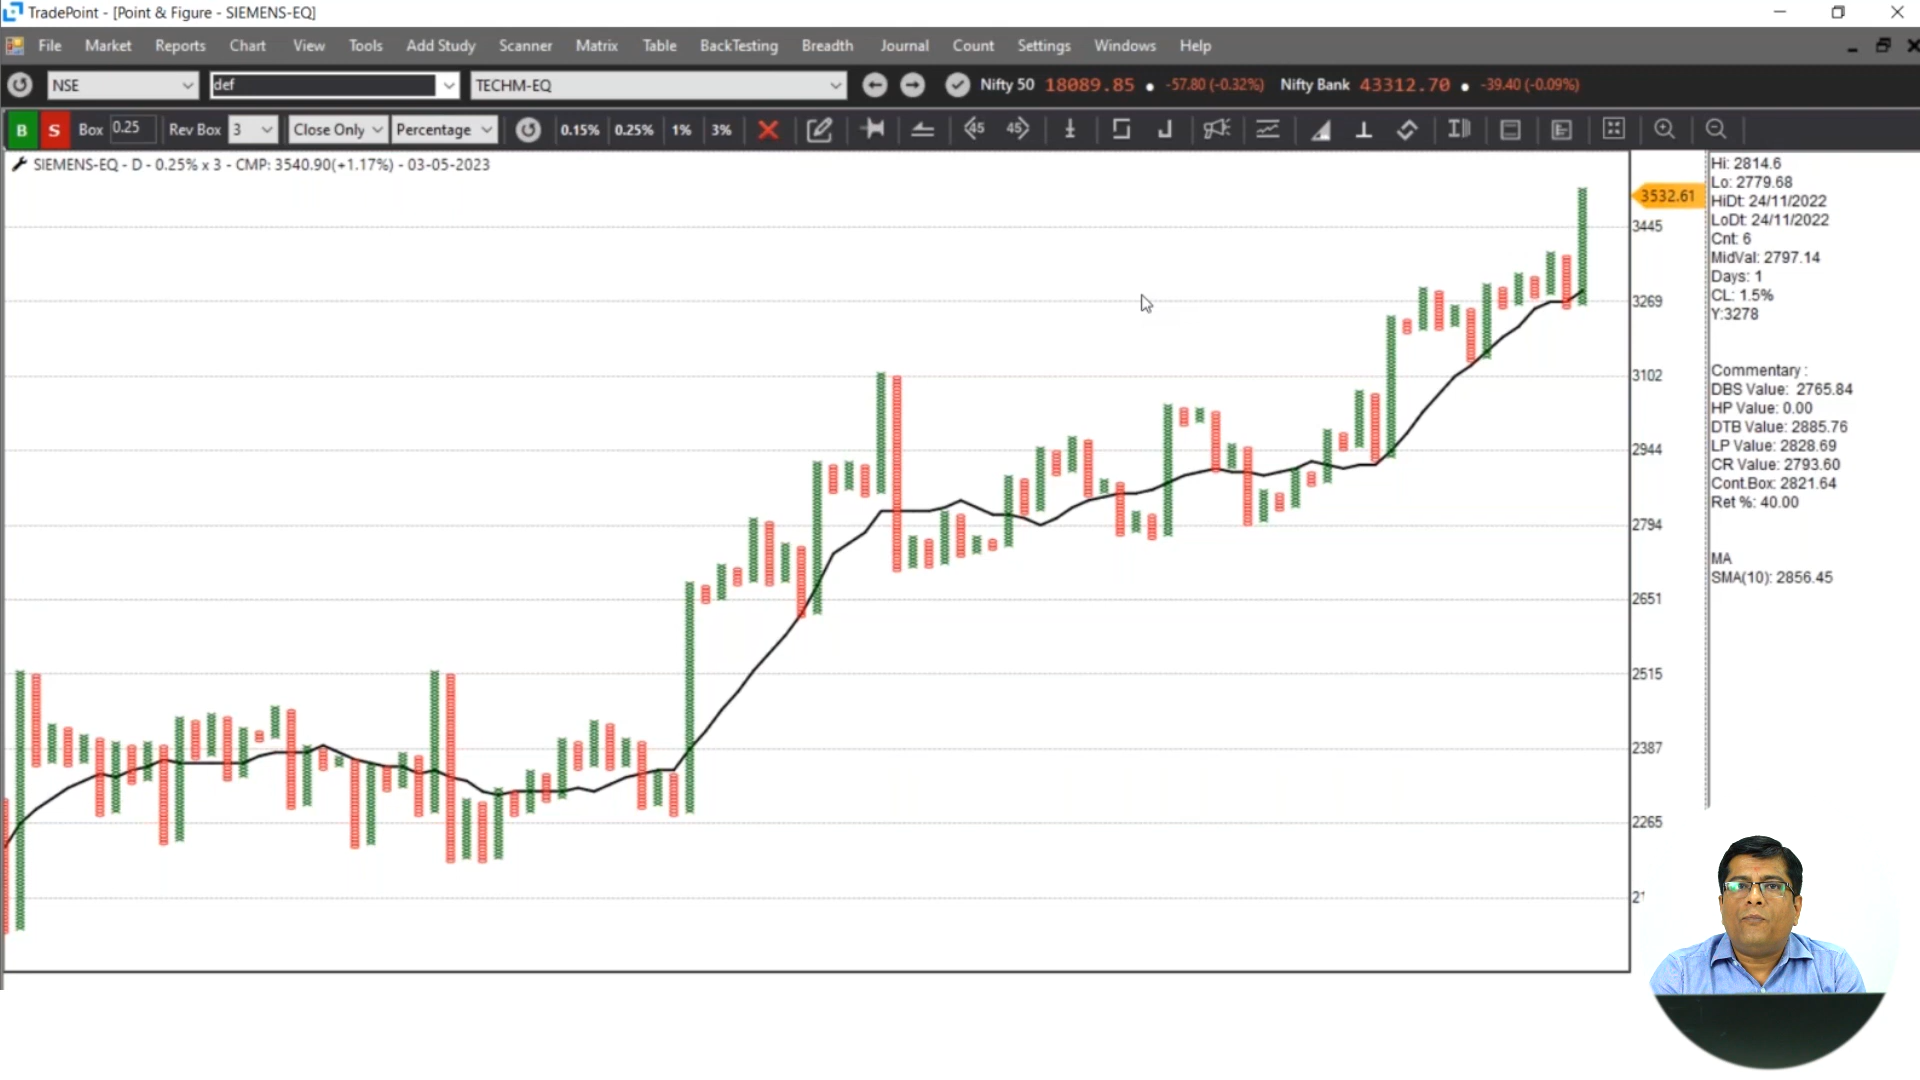 TradePoint - [Point & Figure - SIEMENS-EQ]
File Market Reports Chart View Tools Add Study Scanner Matrix Table BackTesting Breadth Journal Count Settings Windows Help
NSE def TECHM-EQ Nifty 50 18089.85 • -57.80 (-0.32%) Nifty Bank 43312.70 • -39.40 (-0.09%)
B S Box 0.25 Rev Box 3 Close Only Percentage 0.15% 0.25% 1% 3% 45 45
SIEMENS-EQ - D - 0.25% x 3 - CMP: 3540.90(+1.17%) - 03-05-2023
3532.61
3445
3269
3102
2944
2794
2651
2515
2387
2265
Hi: 2814.6
Lo: 2779.68
HiDt: 24/11/2022
LoDt: 24/11/2022
Cnt: 6
MidVal: 2797.14
Days: 1
CL: 1.5%
Y:3278
Commentary :
DBS Value: 2765.84
HP Value: 0.00
DTB Value: 2885.76
LP Value: 2828.69
CR Value: 2793.60
Cont.Box: 2821.64
Ret %: 40.00
MA
SMA(10): 2856.45